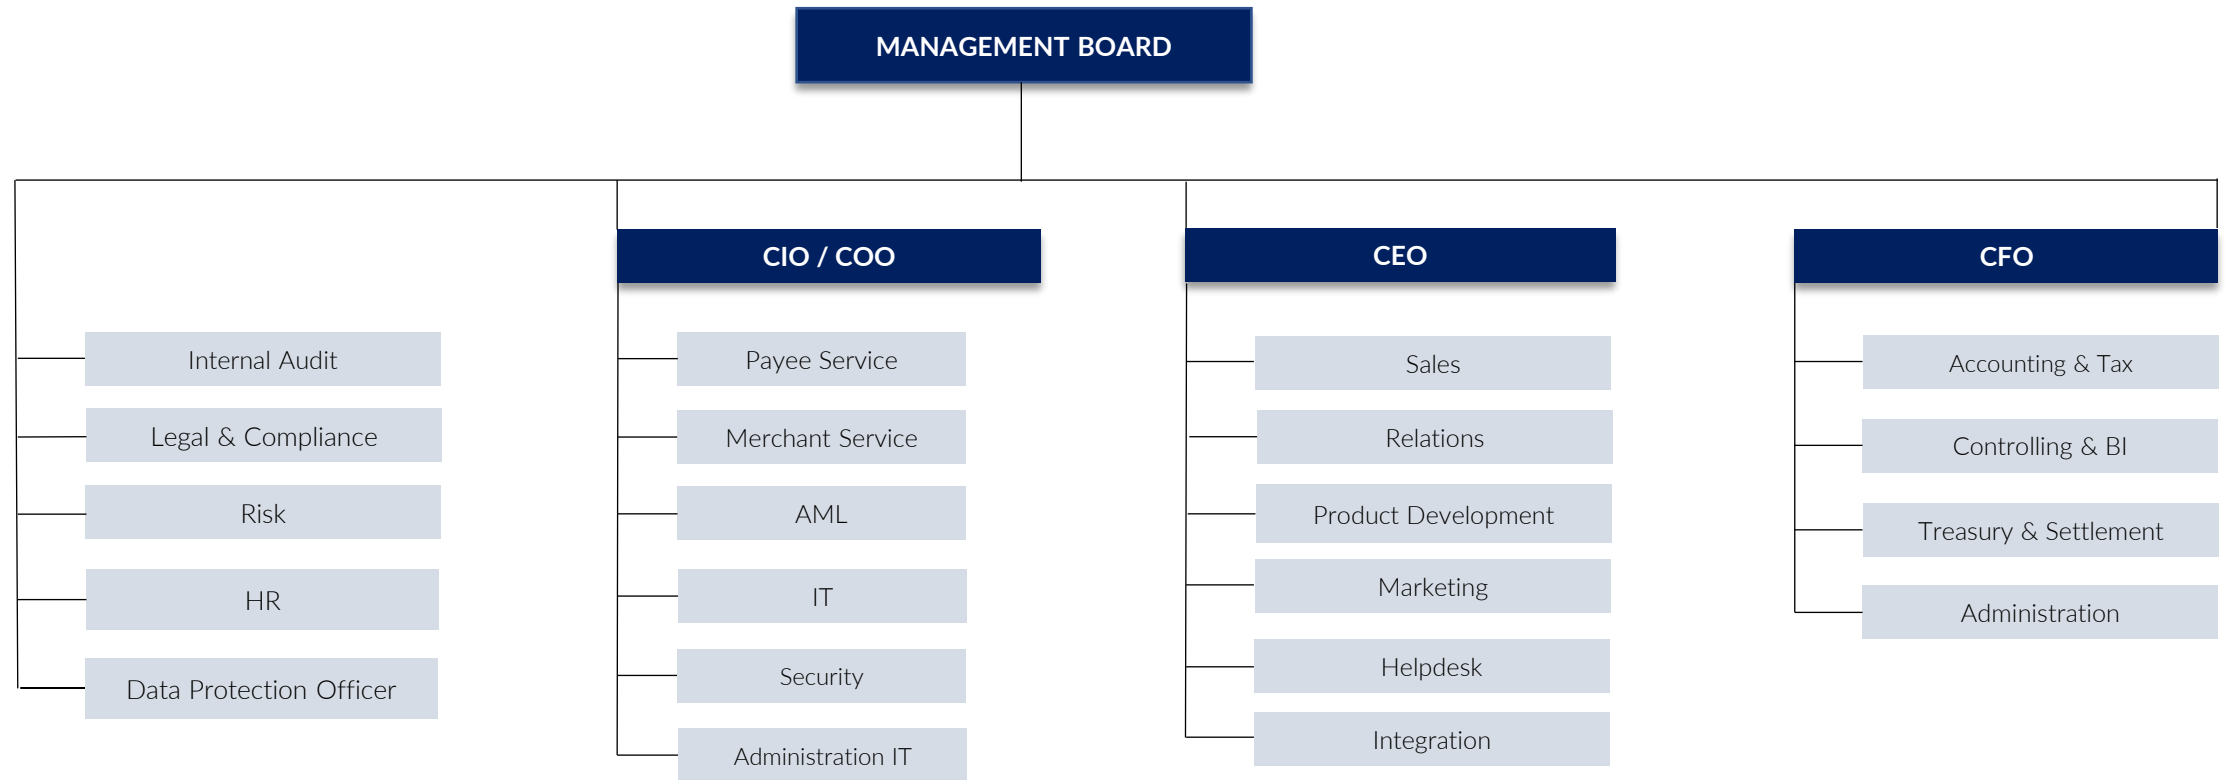 MANAGEMENT BOARD
Internal Audit
Legal & Compliance
Risk
HR
Data Protection Officer
CIO / COO
Payee Service
Merchant Service
AML
IT
Security
Administration IT
CEO
Sales
Relations
Product Development
Marketing
Helpdesk
Integration
CFO
Accounting & Tax
Controlling & BI
Treasury & Settlement
Administration